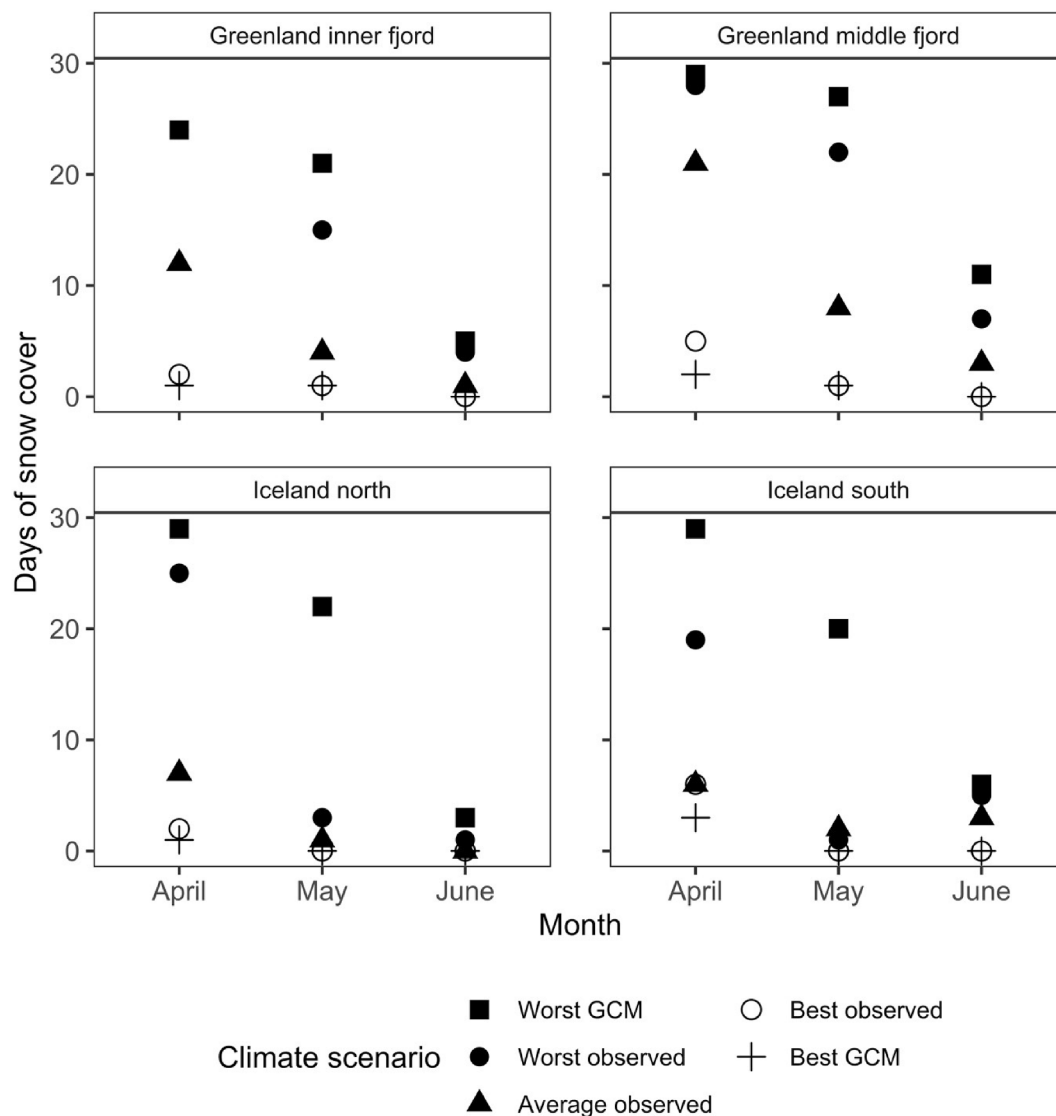 Greenland inner fjord
Greenland middle fjord
30
20
10
0
Days of snow cover
Iceland north
Iceland south
30
20
10
0
April May June
April May June
Month
Climate scenario
Worst GCM
Worst observed
Average observed
Best observed
Best GCM